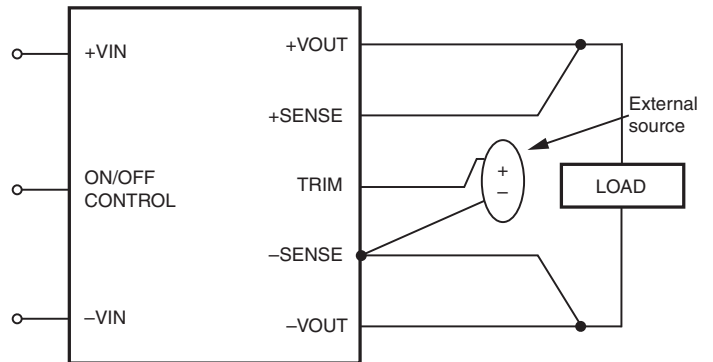 +VIN
ON/OFF
CONTROL
–VIN
+VOUT
+SENSE
TRIM
–SENSE
–VOUT
+
–
External
source
LOAD